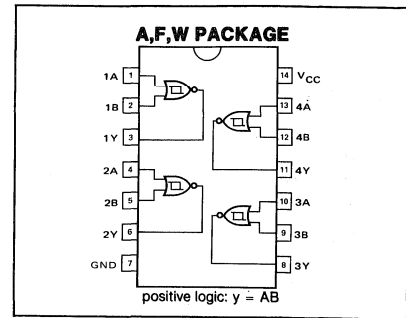 A,F,W PACKAGE
1A 1 14 VCC
1B 2 13 4A
1Y 3 12 4B
2A 4 11 4Y
2B 5 10 3A
2Y 6 9 3B
GND 7 8 3Y
positive logic: y = AB